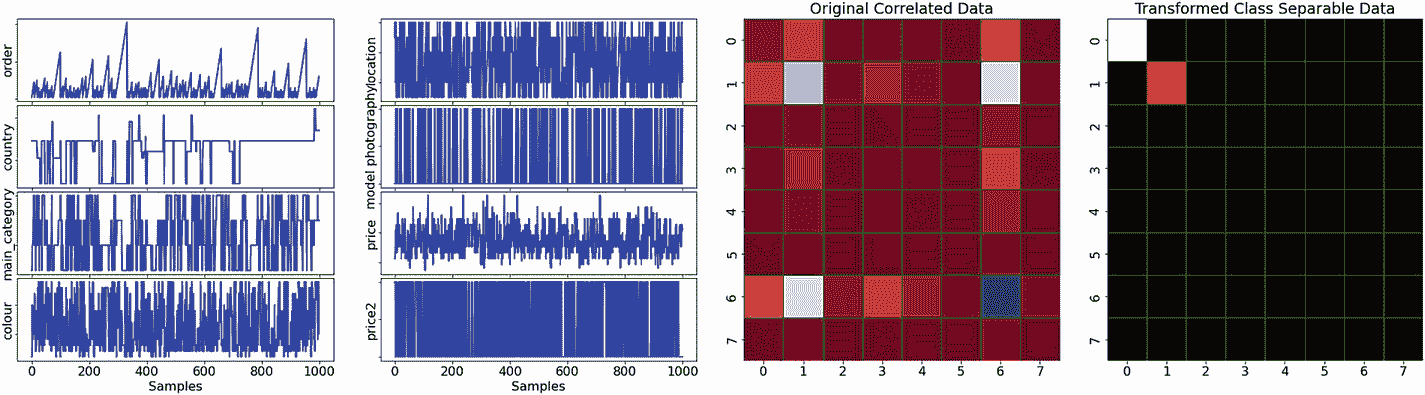 Original Correlated Data
Transformed Class Separable Data
order
country
main_category
colour
0 200 400 600 800 1000
Samples
location
model photography
price
price2
0 200 400 600 800 1000
Samples
0
1
2
3
4
5
6
7
0 1 2 3 4 5 6 7
0
1
2
3
4
5
6
7
0 1 2 3 4 5 6 7